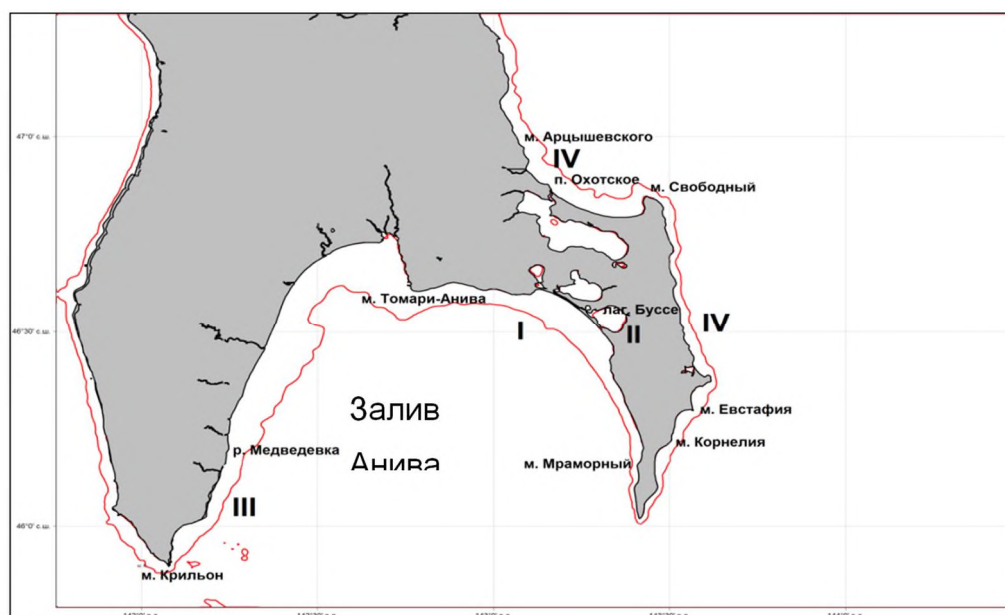 47°0' с.ш.
м. Арцышевского
IV
п. Охотское
м. Свободный
м. Томари-Анива
лаг. Буссе
46°30' с.ш.
I
II
IV
Залив
Анива
м. Евстафия
м. Корнелия
р. Медведевка
м. Мраморный
III
46°0' с.ш.
м. Крильон